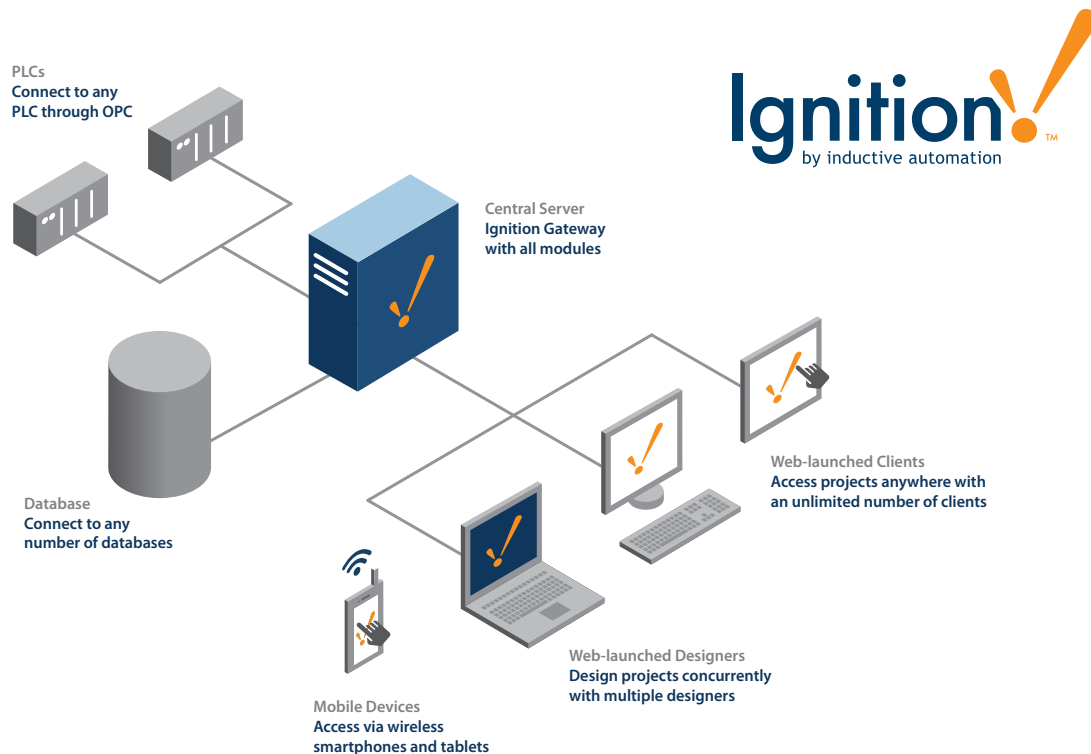 PLCs
Connect to any
PLC through OPC
Ignition!
TM
by inductive automation
Central Server
Ignition Gateway
with all modules
Web-launched Clients
Access projects anywhere with
an unlimited number of clients
Database
Connect to any
number of databases
Web-launched Designers
Design projects concurrently
with multiple designers
Mobile Devices
Access via wireless
smartphones and tablets